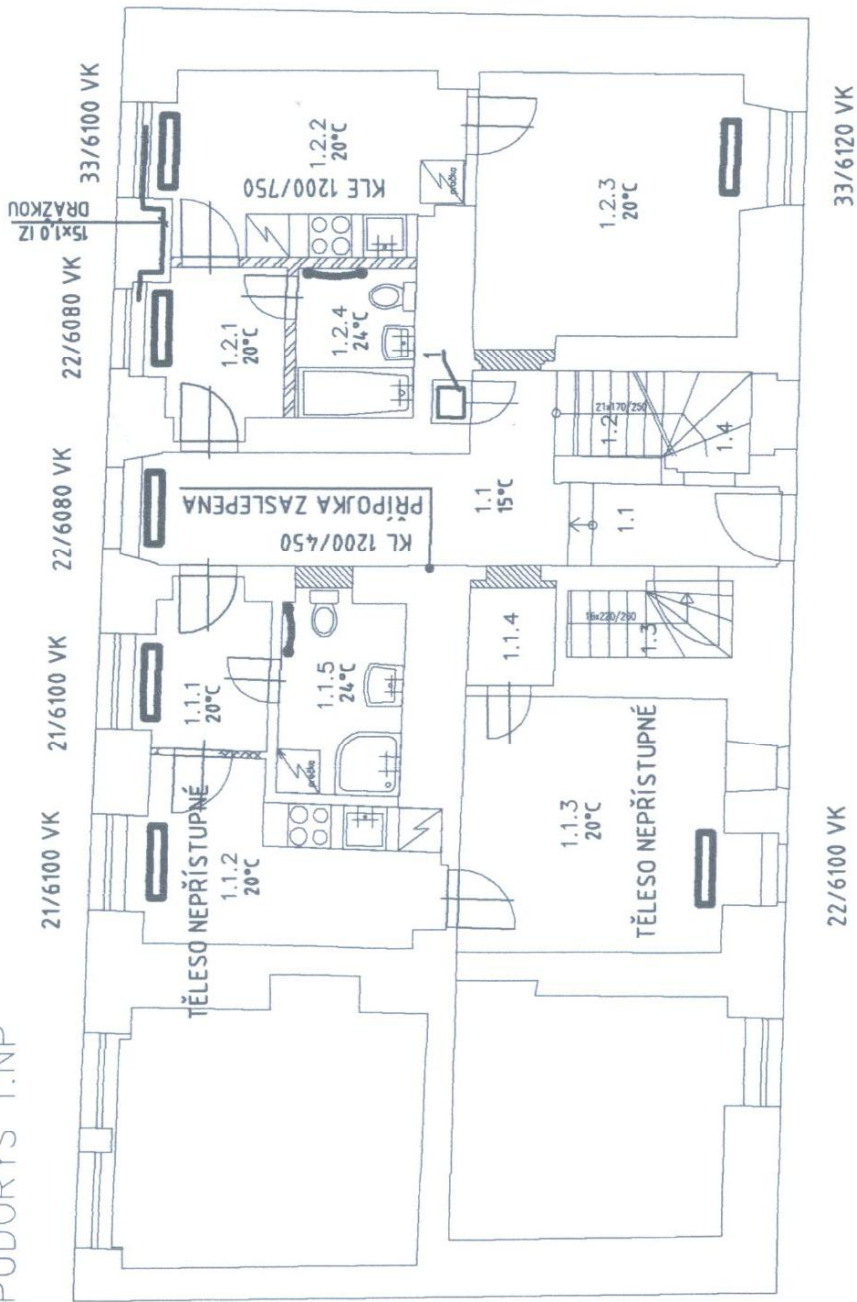 PŮDORYS 1.NP
33/6100 VK
15x1,0 IZ
DRÁŽKOU
22/6080 VK
22/6080 VK
21/6100 VK
21/6100 VK
1.2.2
20°C
KLE 1200/750
pračka
1.2.1
20°C
1.2.4
24°C
1.2.3
20°C
33/6120 VK
1
PŘÍPOJKA ZASLEPENA
KL 1200/450
1.1
15°C
21x170/250
1.2
1.4
1.1
1.1.1
20°C
1.1.5
24°C
pračka
1.1.4
16x220/260
1.3
TĚLESO NEPŘÍSTUPNÉ
1.1.2
20°C
1.1.3
20°C
TĚLESO NEPŘÍSTUPNÉ
22/6100 VK